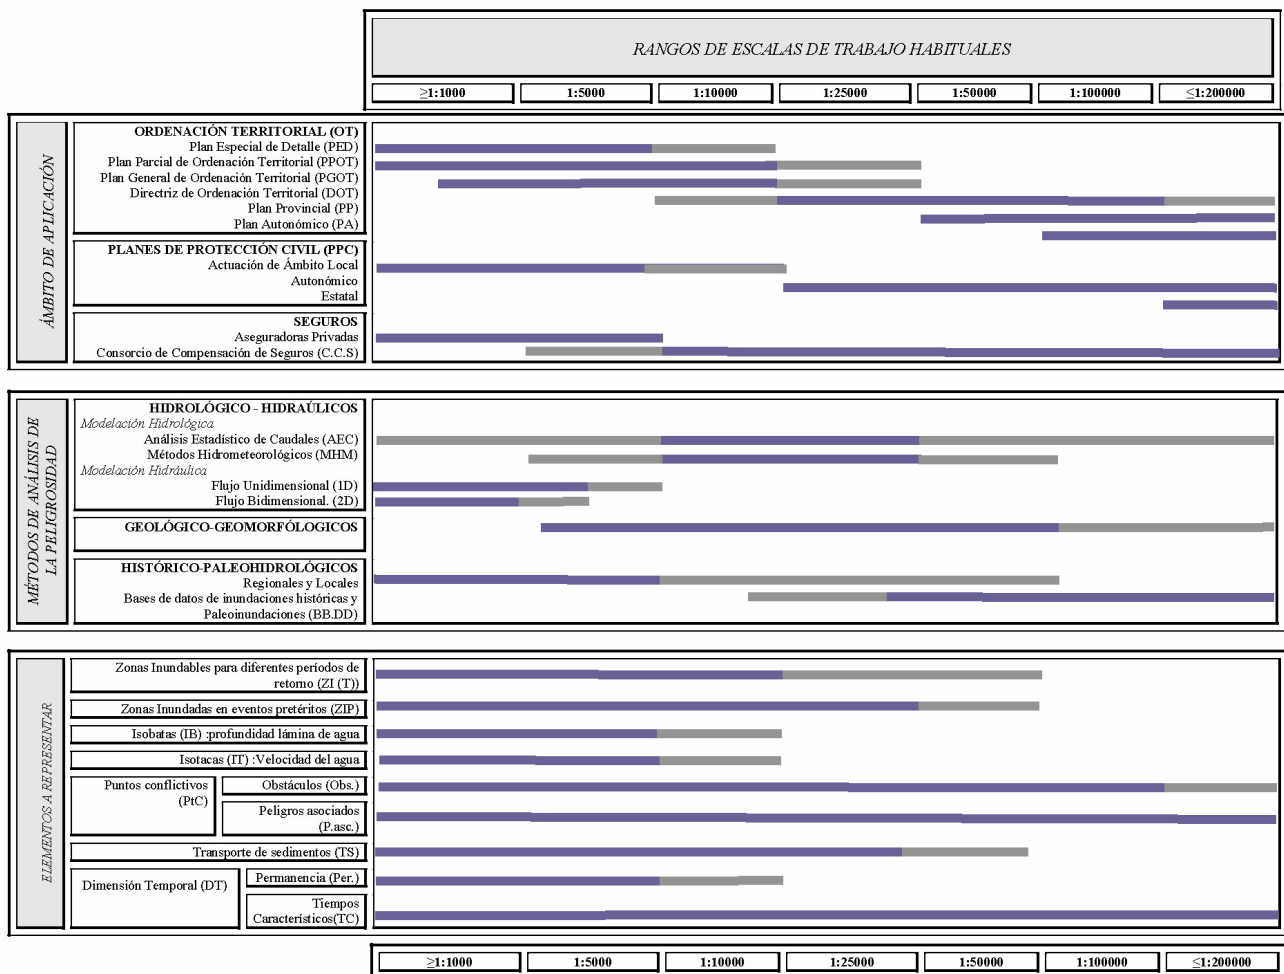 RANGOS DE ESCALAS DE TRABAJO HABITUALES
≥1:1000 1:5000 1:10000 1:25000 1:50000 1:100000 ≤1:200000
ÁMBITO DE APLICACIÓN
ORDENACIÓN TERRITORIAL (OT)
Plan Especial de Detalle (PED)
Plan Parcial de Ordenación Territorial (PPOT)
Plan General de Ordenación Territorial (PGOT)
Directriz de Ordenación Territorial (DOT)
Plan Provincial (PP)
Plan Autonómico (PA)
PLANES DE PROTECCIÓN CIVIL (PPC)
Actuación de Ámbito Local
Autonómico
Estatal
SEGUROS
Aseguradoras Privadas
Consorcio de Compensación de Seguros (C.C.S)
MÉTODOS DE ANÁLISIS DE
LA PELIGROSIDAD
HIDROLÓGICO - HIDRAÚLICOS
Modelación Hidrológica
Análisis Estadístico de Caudales (AEC)
Métodos Hidrometeorológicos (MHM)
Modelación Hidráulica
Flujo Unidimensional (1D)
Flujo Bidimensional. (2D)
GEOLÓGICO-GEOMORFÓLOGICOS
HISTÓRICO-PALEOHIDROLÓGICOS
Regionales y Locales
Bases de datos de inundaciones históricas y
Paleoinundaciones (BB.DD)
ELEMENTOS A REPRESENTAR
Zonas Inundables para diferentes períodos de
retorno (ZI (T))
Zonas Inundadas en eventos pretéritos (ZIP)
Isobatas (IB) :profundidad lámina de agua
Isotacas (IT) :Velocidad del agua
Puntos conflictivos
(PtC)
Obstáculos (Obs.)
Peligros asociados
(P.asc.)
Transporte de sedimentos (TS)
Dimensión Temporal (DT)
Permanencia (Per.)
Tiempos
Característicos(TC)
≥1:1000 1:5000 1:10000 1:25000 1:50000 1:100000 ≤1:200000